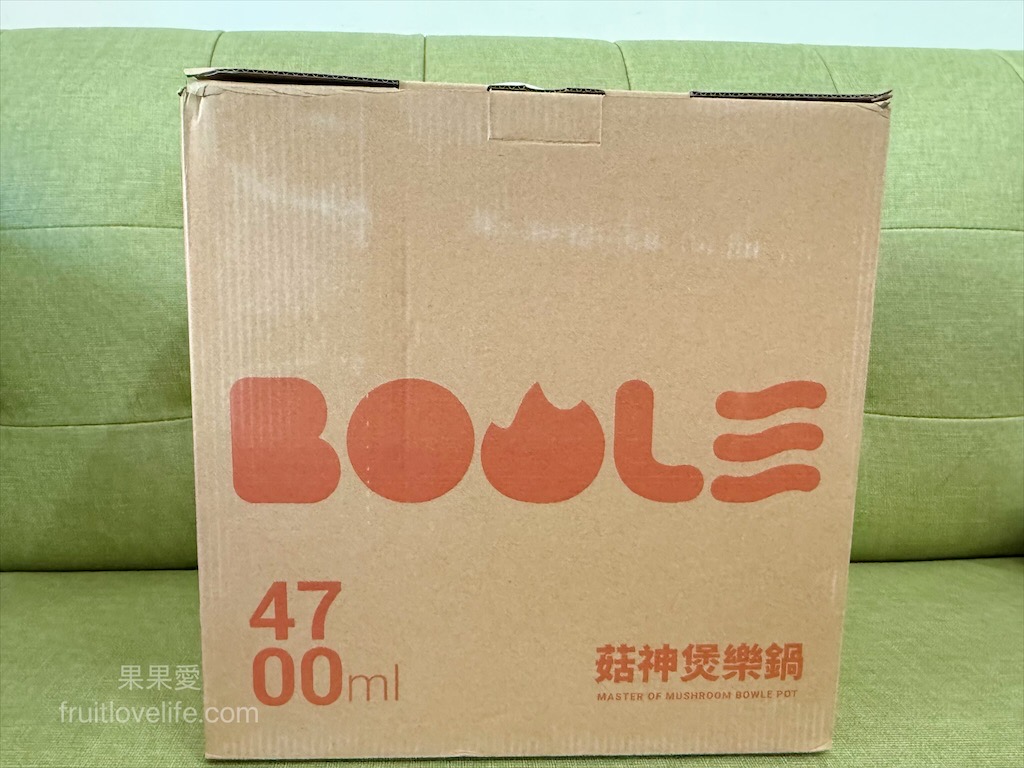 BOWLE
47
00ml
菇神煲樂鍋
MASTER OF MUSHROOM BOWLE POT
果果愛
fruitlovelife.com